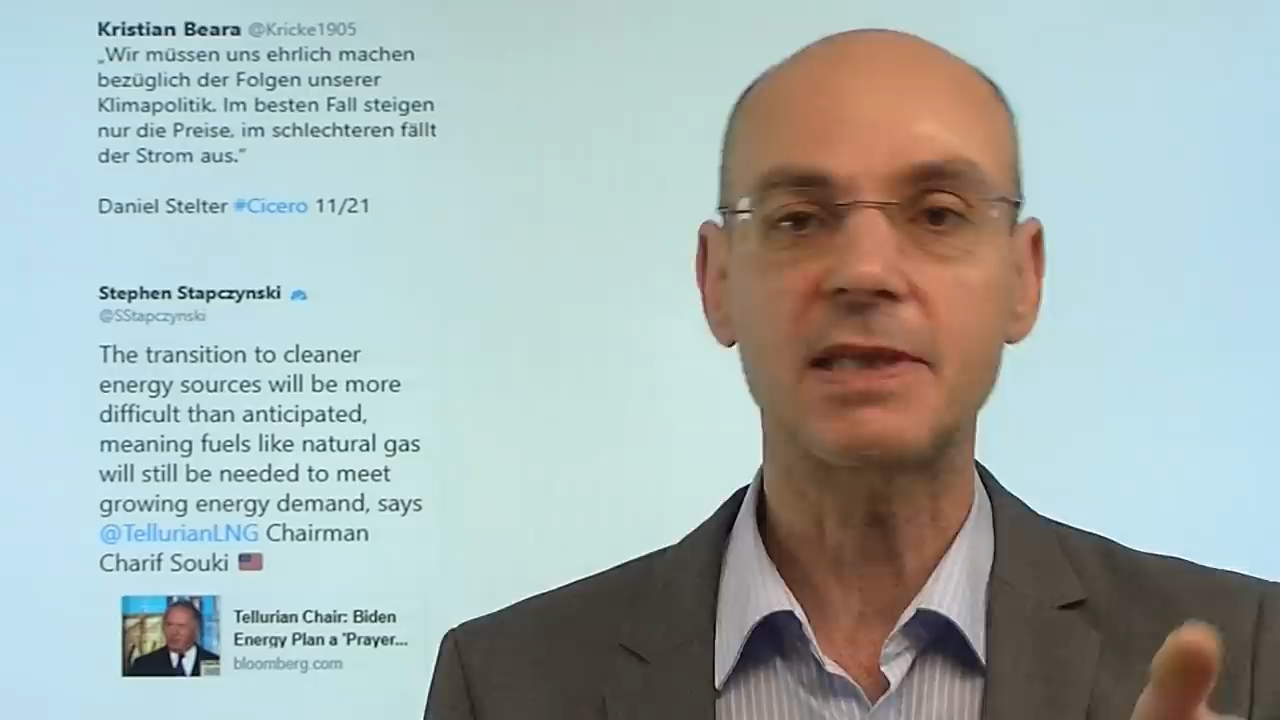 Kristian Beara @Kricke1905
„Wir müssen uns ehrlich machen
bezüglich der Folgen unserer
Klimapolitik. Im besten Fall steigen
nur die Preise, im schlechteren fällt
der Strom aus.“
Daniel Stelter #Cicero 11/21
Stephen Stapczynski
@SStapczynski
The transition to cleaner
energy sources will be more
difficult than anticipated,
meaning fuels like natural gas
will still be needed to meet
growing energy demand, says
@TellurianLNG Chairman
Charif Souki
Tellurian Chair: Biden
Energy Plan a 'Prayer...
bloomberg.com